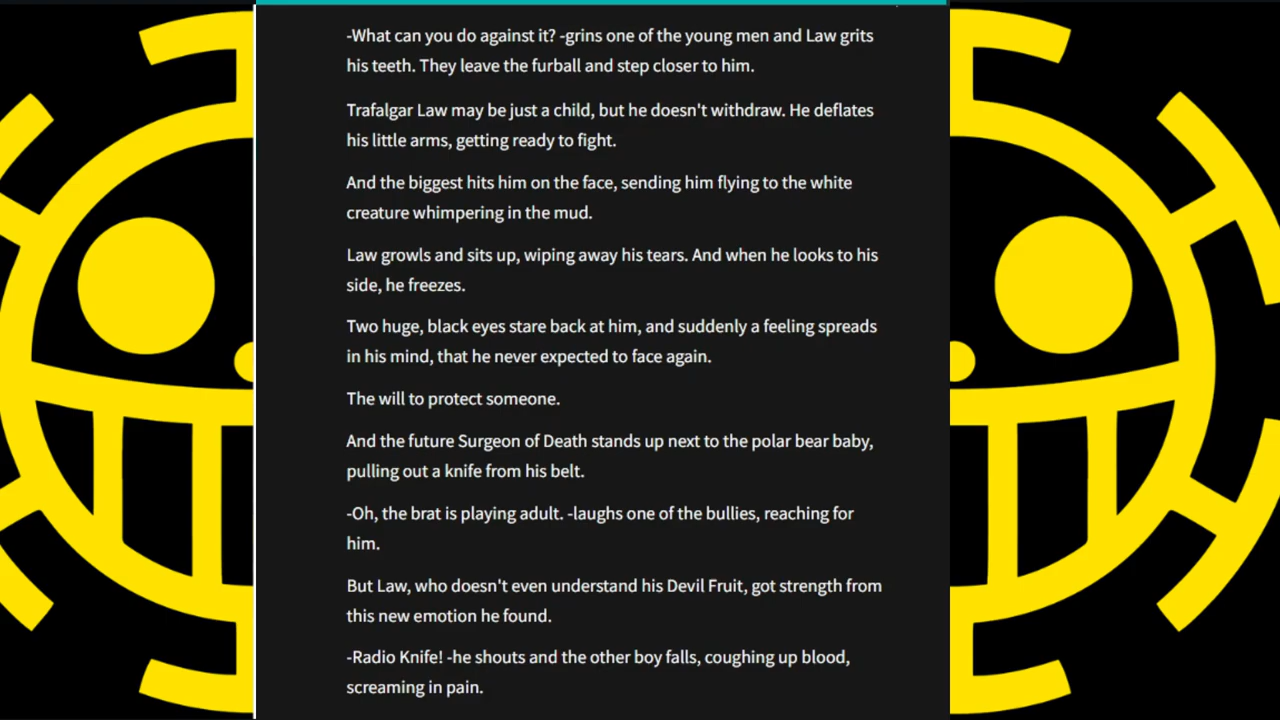 -What can you do against it? -grins one of the young men and Law grits
his teeth. They leave the furball and step closer to him.
Trafalgar Law may be just a child, but he doesn't withdraw. He deflates
his little arms, getting ready to fight.
And the biggest hits him on the face, sending him flying to the white
creature whimpering in the mud.
Law growls and sits up, wiping away his tears. And when he looks to his
side, he freezes.
Two huge, black eyes stare back at him, and suddenly a feeling spreads
in his mind, that he never expected to face again.
The will to protect someone.
And the future Surgeon of Death stands up next to the polar bear baby,
pulling out a knife from his belt.
-Oh, the brat is playing adult. -laughs one of the bullies, reaching for
him.
But Law, who doesn't even understand his Devil Fruit, got strength from
this new emotion he found.
-Radio Knife! -he shouts and the other boy falls, coughing up blood,
screaming in pain.